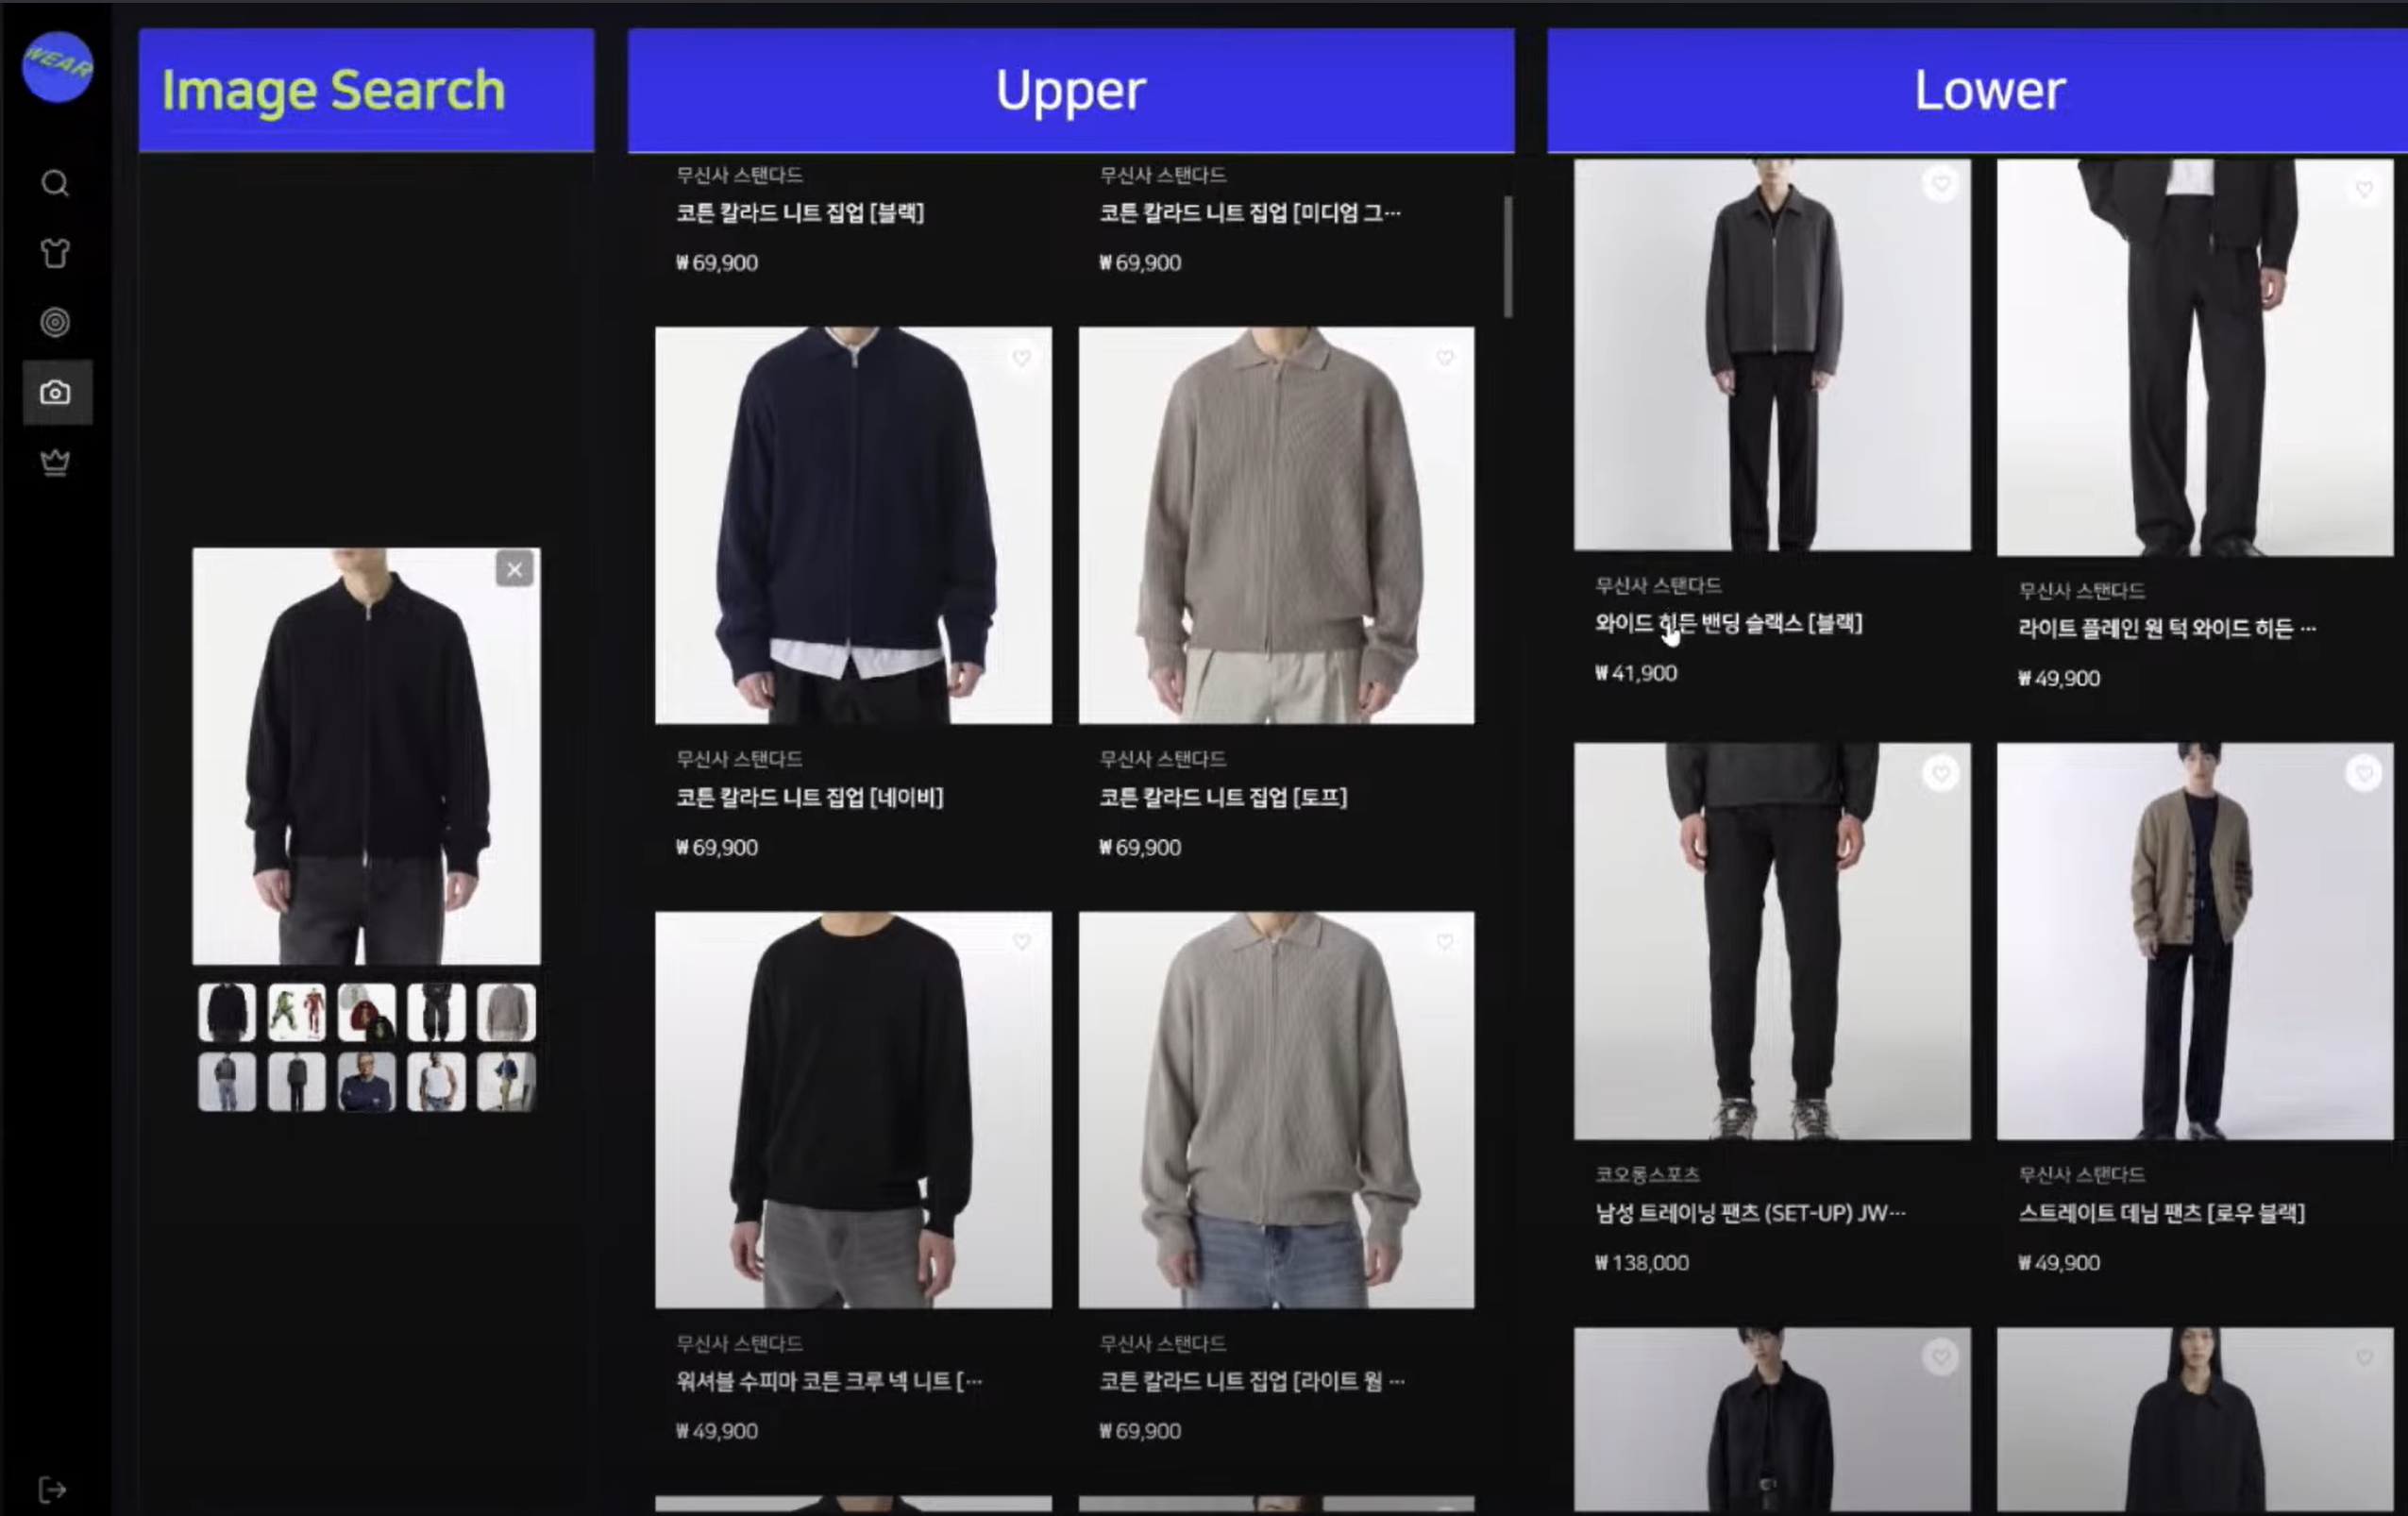 WEAR
Image Search
Upper
무신사 스탠다드
코튼 칼라드 니트 집업 [블랙]
₩ 69,900
무신사 스탠다드
코튼 칼라드 니트 집업 [미디엄 그···
₩ 69,900
무신사 스탠다드
코튼 칼라드 니트 집업 [네이비]
₩ 69,900
무신사 스탠다드
코튼 칼라드 니트 집업 [토프]
₩ 69,900
무신사 스탠다드
워셔블 수피마 코튼 크루 넥 니트 [···
₩ 49,900
무신사 스탠다드
코튼 칼라드 니트 집업 [라이트 웜 ···
₩ 69,900
Lower
무신사 스탠다드
와이드 히든 밴딩 슬랙스 [블랙]
₩ 41,900
무신사 스탠다드
라이트 플레인 원 턱 와이드 히든 ···
₩ 49,900
코오롱스포츠
남성 트레이닝 팬츠 (SET-UP) JW···
₩ 138,000
무신사 스탠다드
스트레이트 데님 팬츠 [로우 블랙]
₩ 49,900